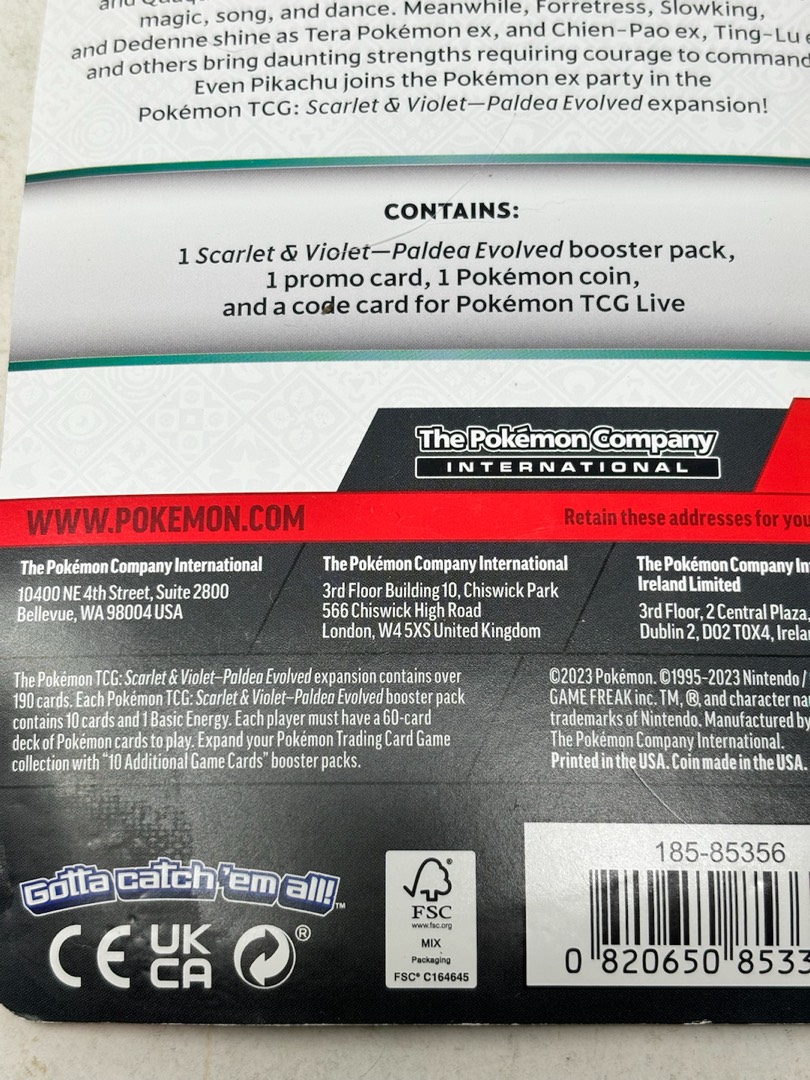 magic, song, and dance. Meanwhile, Forretress, Slowking,
and Dedenne shine as Tera Pokémon ex, and Chien-Pao ex, Ting-Lu
and others bring daunting strengths requiring courage to command
Even Pikachu joins the Pokémon ex party in the
Pokémon TCG: Scarlet & Violet—Paldea Evolved expansion!
CONTAINS:
1 Scarlet & Violet—Paldea Evolved booster pack,
1 promo card, 1 Pokémon coin,
and a code card for Pokémon TCG Live
The Pokémon Company
INTERNATIONAL
WWW.POKEMON.COM
Retain these addresses for
The Pokémon Company International
10400 NE 4th Street, Suite 2800
Bellevue, WA 98004 USA
The Pokémon Company International
3rd Floor Building 10, Chiswick Park
566 Chiswick High Road
London, W4 5XS United Kingdom
The Pokémon Company
Ireland Limited
3rd Floor, 2 Central Plaza,
Dublin 2, D02 T0X4,
The Pokémon TCG: Scarlet & Violet–Paldea Evolved expansion contains over
190 cards. Each Pokémon TCG: Scarlet & Violet–Paldea Evolved booster pack
contains 10 cards and 1 Basic Energy. Each player must have a 60-card
deck of Pokémon cards to play. Expand your Pokémon Trading Card Game
collection with "10 Additional Game Cards" booster packs.
©2023 Pokémon. ©1995–2023 Nintendo /
GAME FREAK inc. TM, ®, and character
trademarks of Nintendo. Manufactured by
The Pokémon Company International.
Printed in the USA. Coin made in the USA.
Gotta catch 'em all!™
CE UK CA ®
FSC
www.fsc.org
MIX
Packaging
FSC® C164645
185-85356
0 820650 8533